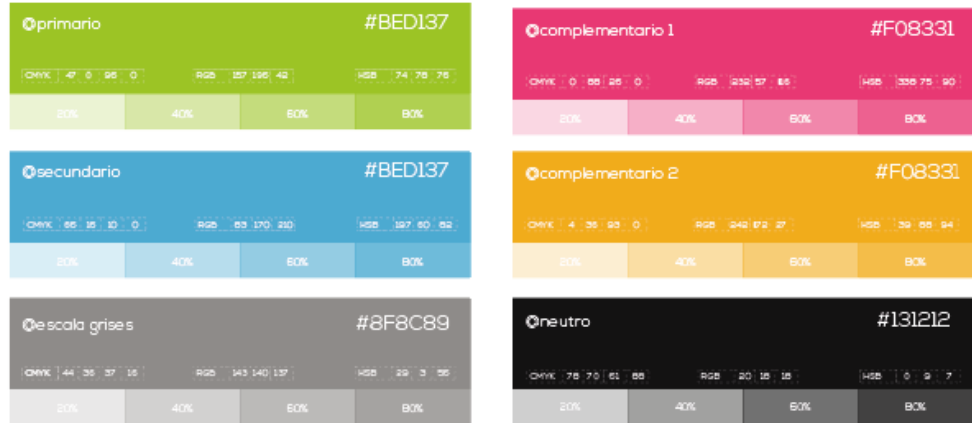 @primario #BED137
CMYK 47 0 96 0 RGB 157 196 42 HSB 74 78 76
20% 40% 60% 80%
@complementario 1 #F08331
CMYK 0 88 26 0 RGB 232 57 HSB 338 75 90
20% 40% 60% 80%
@secundario #BED137
CMYK 66 10 0 RGB 83 170 210 HSB 197 60 82
20% 40% 60% 80%
@complementario 2 #F08331
CMYK 4 36 93 0 RGB 242 172 27 HSB 39 88 94
20% 40% 60% 80%
@escala grises #8F8C89
CMYK 44 36 37 16 RGB 143 140 137 HSB 29 3 56
20% 40% 60% 80%
@neutro #131212
CMYK 78 70 61 88 RGB 20 18 18 HSB 0 9 7
20% 40% 60% 80%